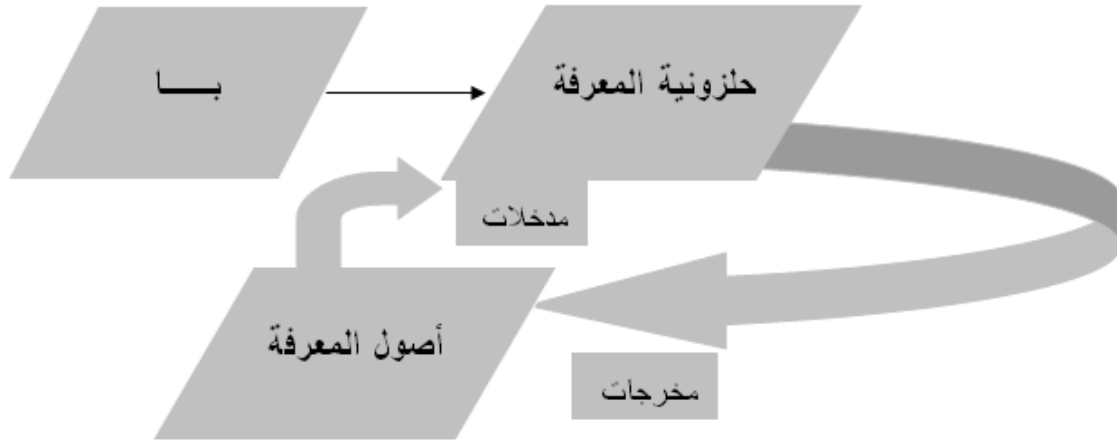 بـــــا
حلزونية المعرفة
مدخلات
أصول المعرفة
مخرجات